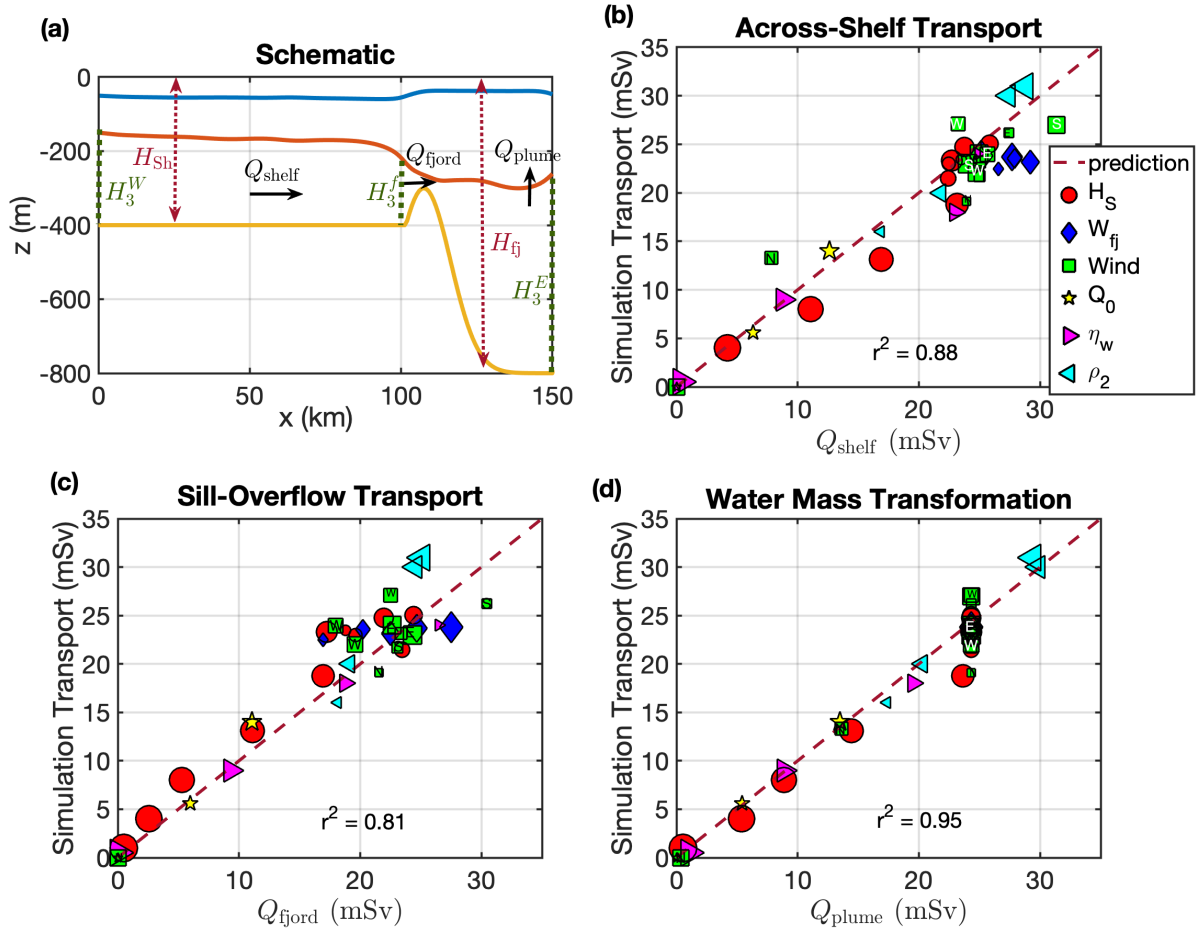 (a)
Schematic
0
-200
-400
-600
-800
z (m)
0
50
100
150
x (km)
H_3^W
H_Sh
Q_shelf
H_3^f
Q_fjord
Q_plume
H_fj
H_3^E
(b)
Across-Shelf Transport
35
30
25
20
15
10
5
0
Simulation Transport (mSv)
0
10
20
30
Q_shelf (mSv)
r² = 0.88
W
S
E
N
prediction
H_S
W_fj
Wind
Q_0
η_w
ρ_2
(c)
Sill-Overflow Transport
35
30
25
20
15
10
5
0
Simulation Transport (mSv)
0
10
20
30
Q_fjord (mSv)
r² = 0.81
W
S
W
W
S
N
(d)
Water Mass Transformation
35
30
25
20
15
10
5
0
Simulation Transport (mSv)
0
10
20
30
Q_plume (mSv)
r² = 0.95
W
E
W
N